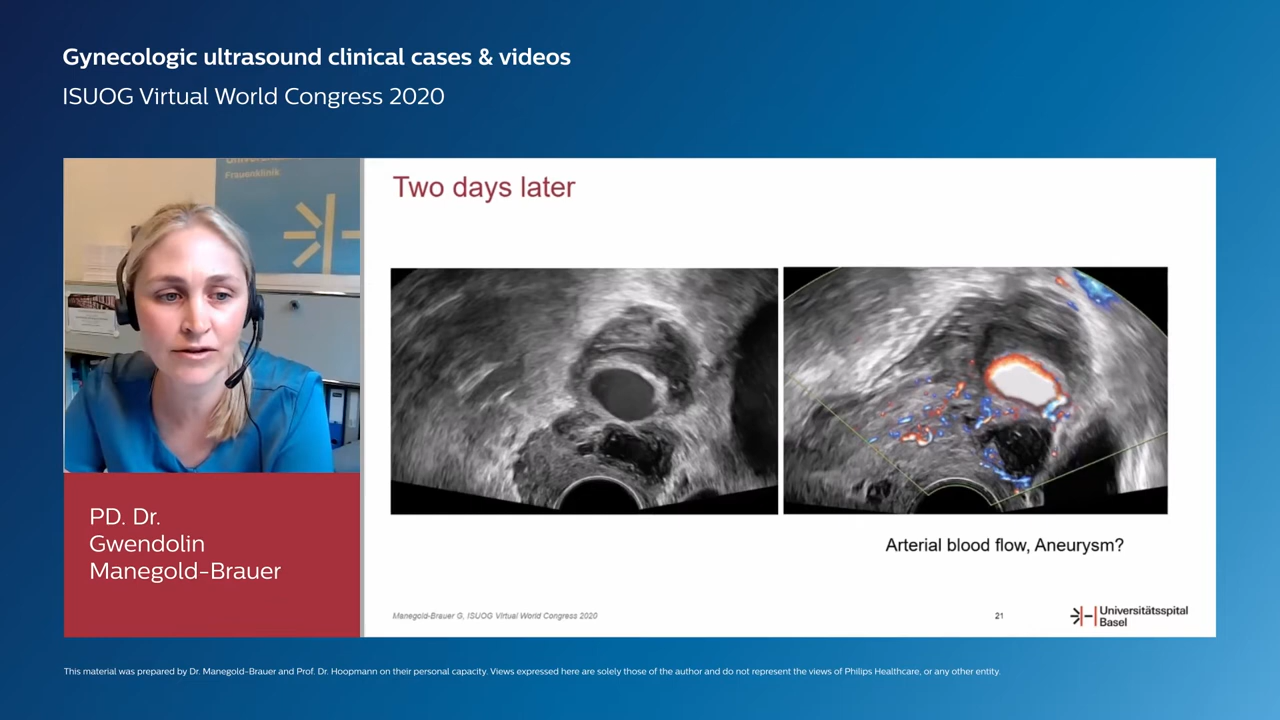 Gynecologic ultrasound clinical cases & videos
ISUOG Virtual World Congress 2020
Frauenklinik
Two days later
PD. Dr.
Gwendolin
Manegold-Brauer
Arterial blood flow, Aneurysm?
Manegold-Brauer G, ISUOG Virtual World Congress 2020
21
Universitätsspital
Basel
This material was prepared by Dr. Manegold-Brauer and Prof. Dr. Hoopmann on their personal capacity. Views expressed here are solely those of the author and do not represent the views of Philips Healthcare, or any other entity.